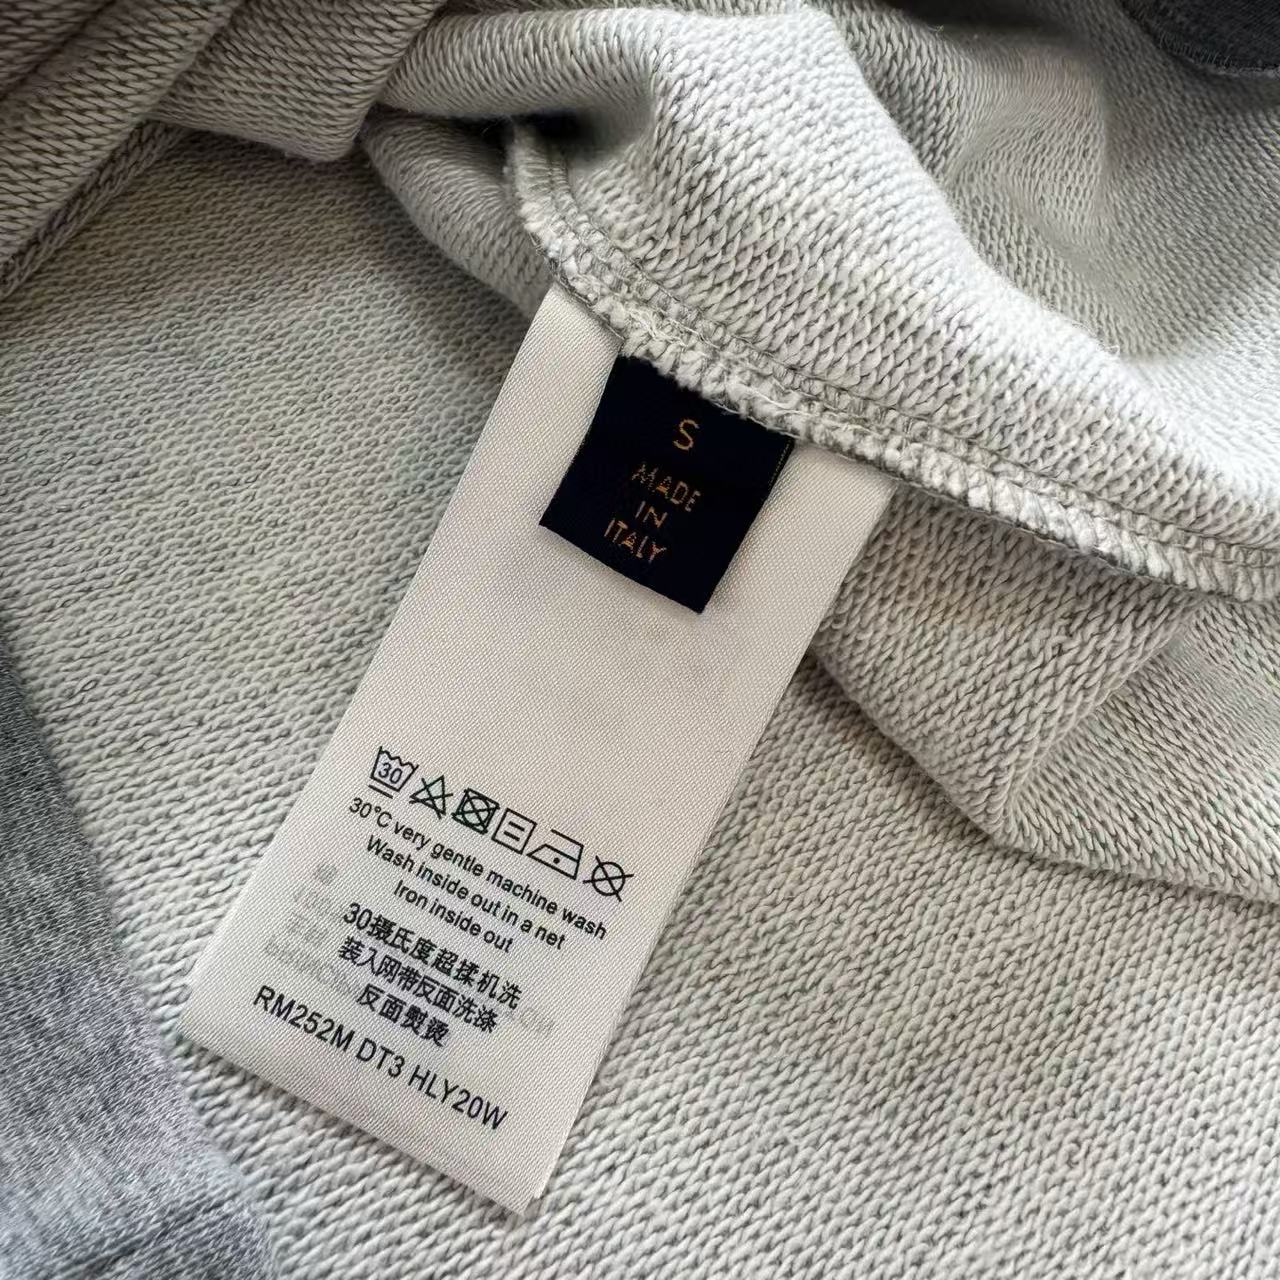 S
MADE
IN
ITALY
30
30°C very gentle machine wash
Wash inside out in a net
Iron inside out
30摄氏度超揉机洗
装入网带反面洗涤
反面熨烫
RM252M DT3 HLY20W